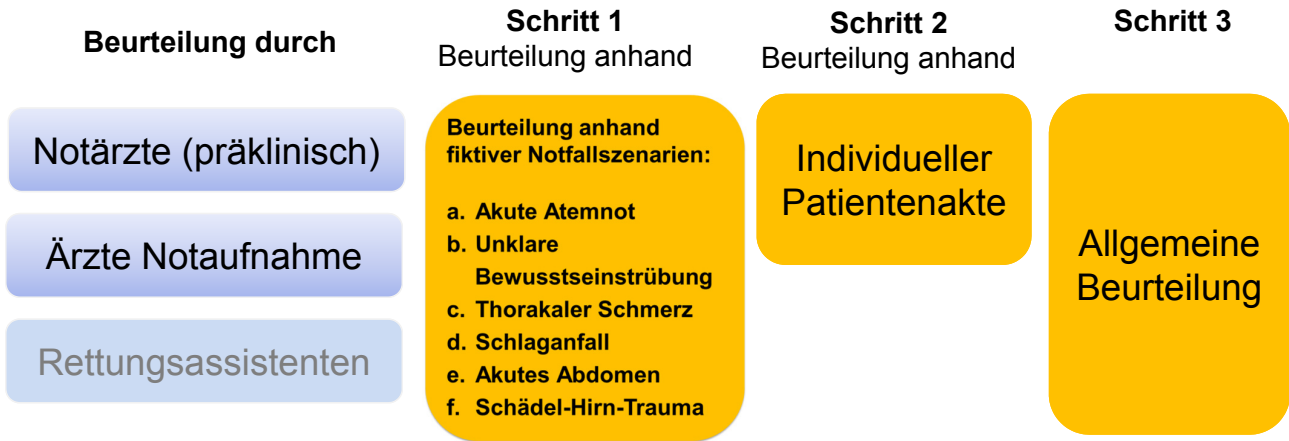 Beurteilung durch
Schritt 1
Beurteilung anhand
Schritt 2
Beurteilung anhand
Schritt 3
Notärzte (präklinisch)
Ärzte Notaufnahme
Rettungsassistenten
Beurteilung anhand
fiktiver Notfallszenarien:
a. Akute Atemnot
b. Unklare
Bewusstseinstrübung
c. Thorakaler Schmerz
d. Schlaganfall
e. Akutes Abdomen
f. Schädel-Hirn-Trauma
Individueller
Patientenakte
Allgemeine
Beurteilung